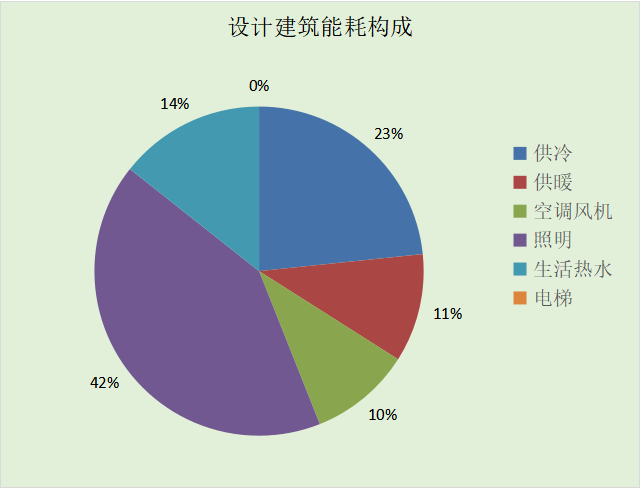 设计建筑能耗构成
0%
14%
23%
供冷
供暖
空调风机
照明
生活热水
电梯
11%
42%
10%